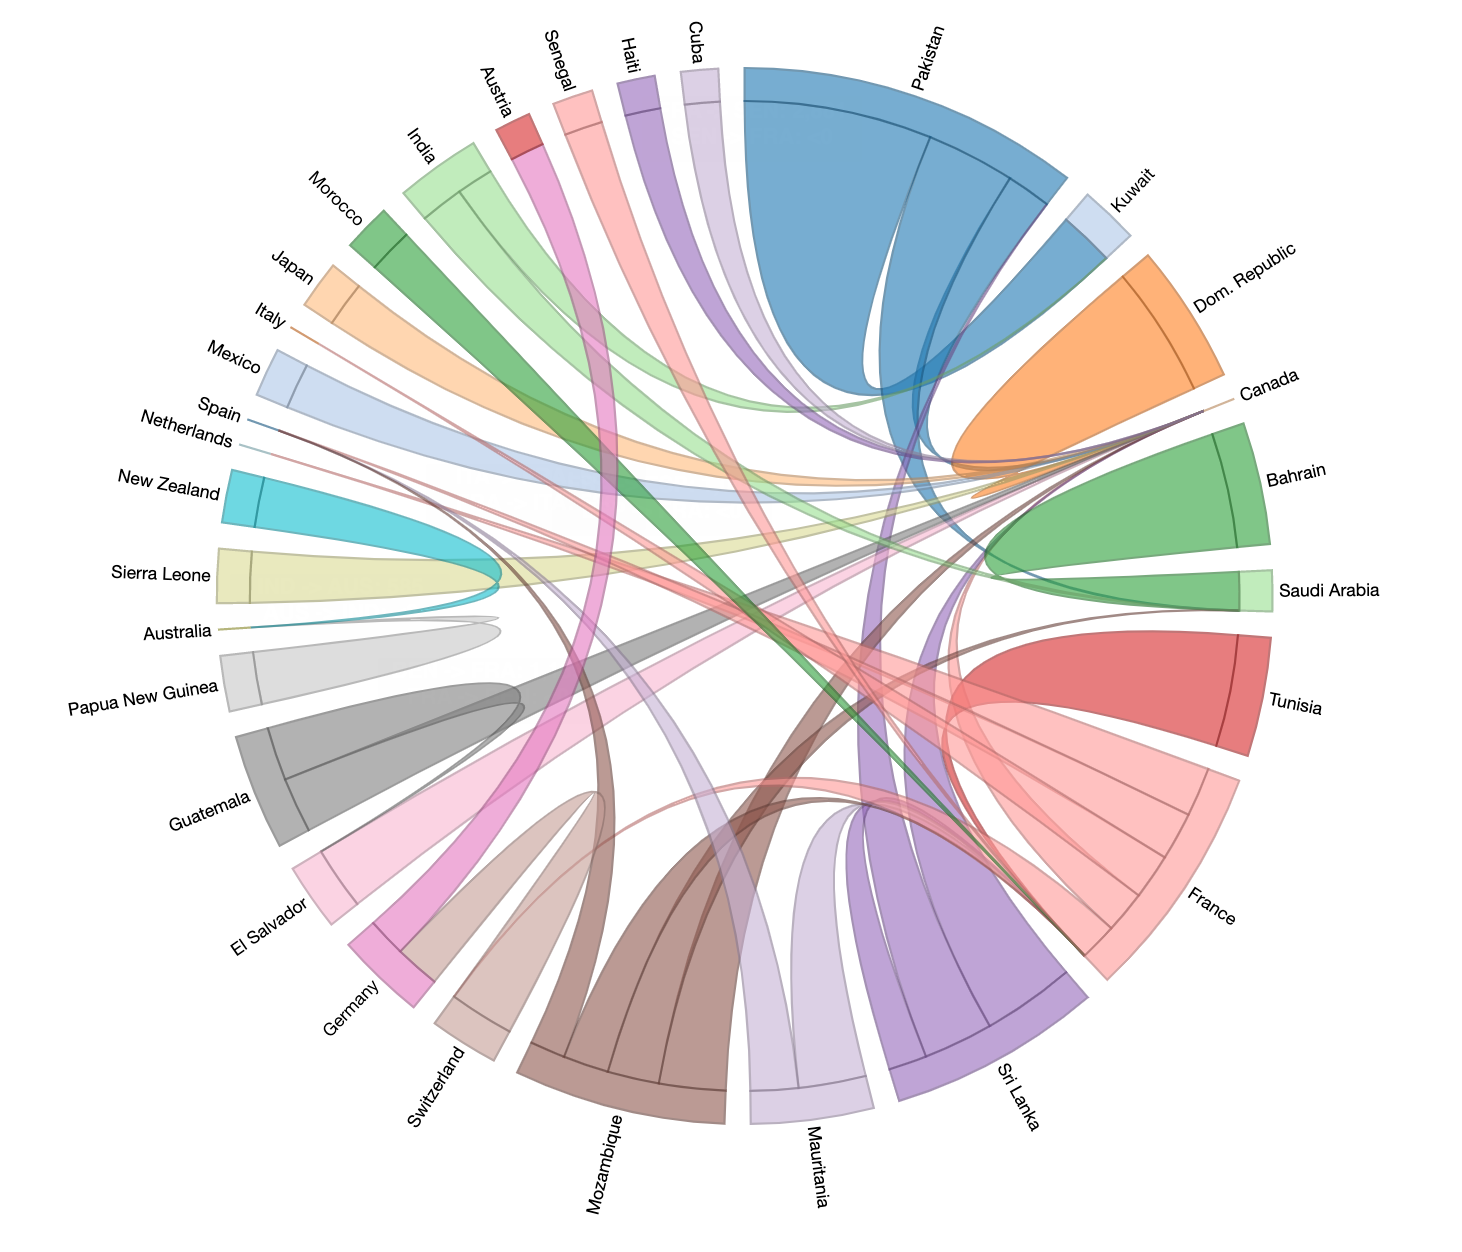 Pakistan
Kuwait
Dom. Republic
Canada
Bahrain
Saudi Arabia
Tunisia
France
Sri Lanka
Mauritania
Mozambique
Switzerland
Germany
El Salvador
Guatemala
Papua New Guinea
Australia
Sierra Leone
New Zealand
Netherlands
Spain
Mexico
Italy
Japan
Morocco
India
Austria
Senegal
Haiti
Cuba